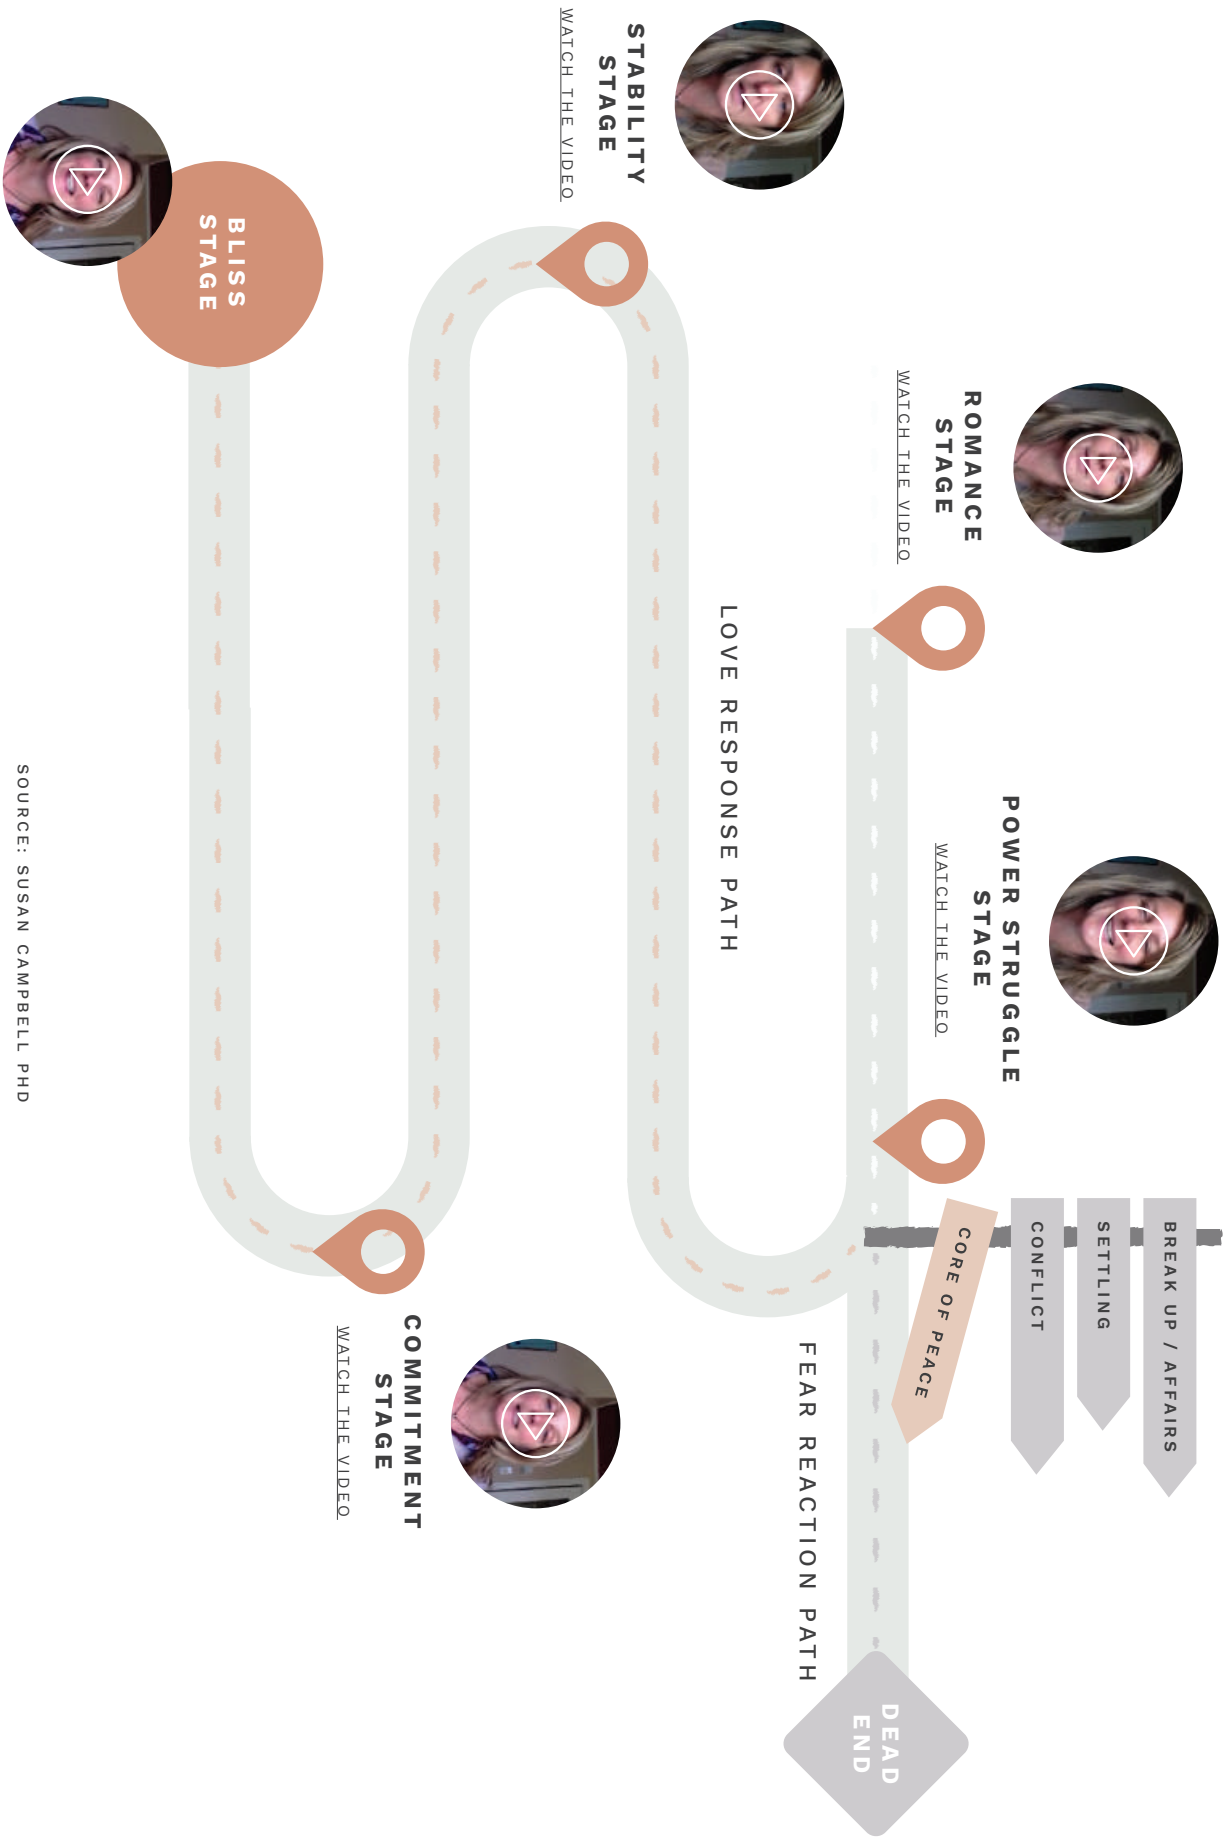 ROMANCE
STAGE
WATCH THE VIDEO
POWER STRUGGLE
STAGE
WATCH THE VIDEO
BREAK UP / AFFAIRS
SETTLING
CONFLICT
CORE OF PEACE
DEAD
END
FEAR REACTION PATH
LOVE RESPONSE PATH
STABILITY
STAGE
WATCH THE VIDEO
COMMITMENT
STAGE
WATCH THE VIDEO
BLISS
STAGE
SOURCE: SUSAN CAMPBELL PHD